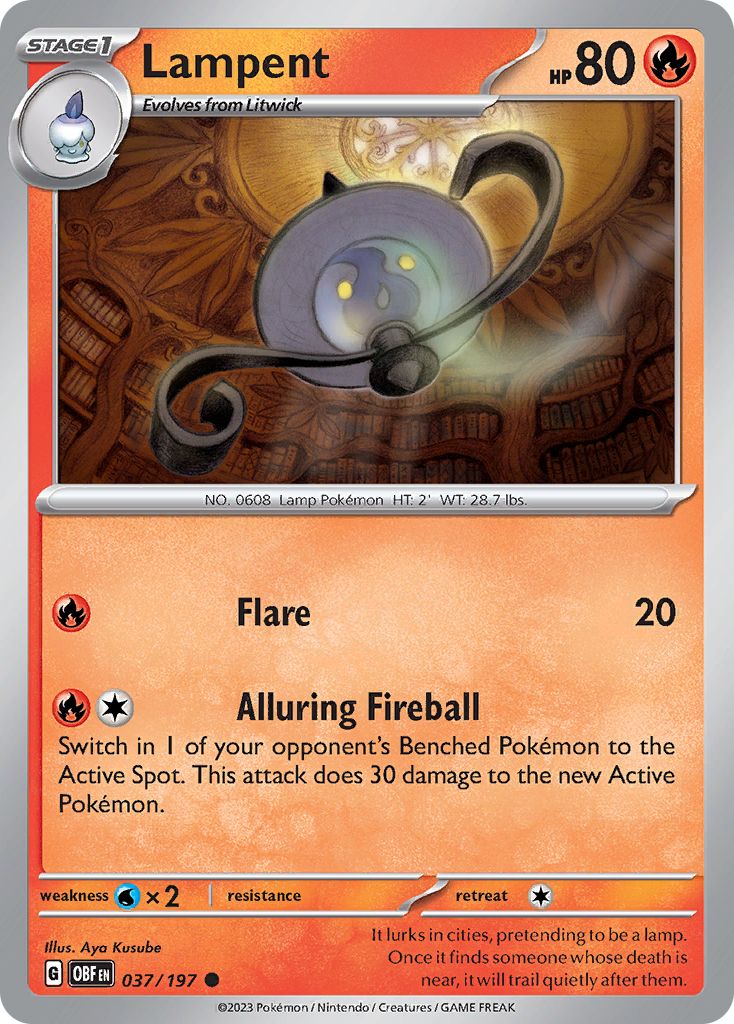 STAGE1
Lampent
HP 80
Evolves from Litwick
NO. 0608 Lamp Pokémon HT: 2' WT: 28.7 lbs.
Flare 20
Alluring Fireball
Switch in 1 of your opponent's Benched Pokémon to the
Active Spot. This attack does 30 damage to the new Active
Pokémon.
weakness ×2 resistance retreat
Illus. Aya Kusube
It lurks in cities, pretending to be a lamp.
Once it finds someone whose death is
near, it will trail quietly after them.
G OBF EN 037/197
©2023 Pokémon / Nintendo / Creatures / GAME FREAK